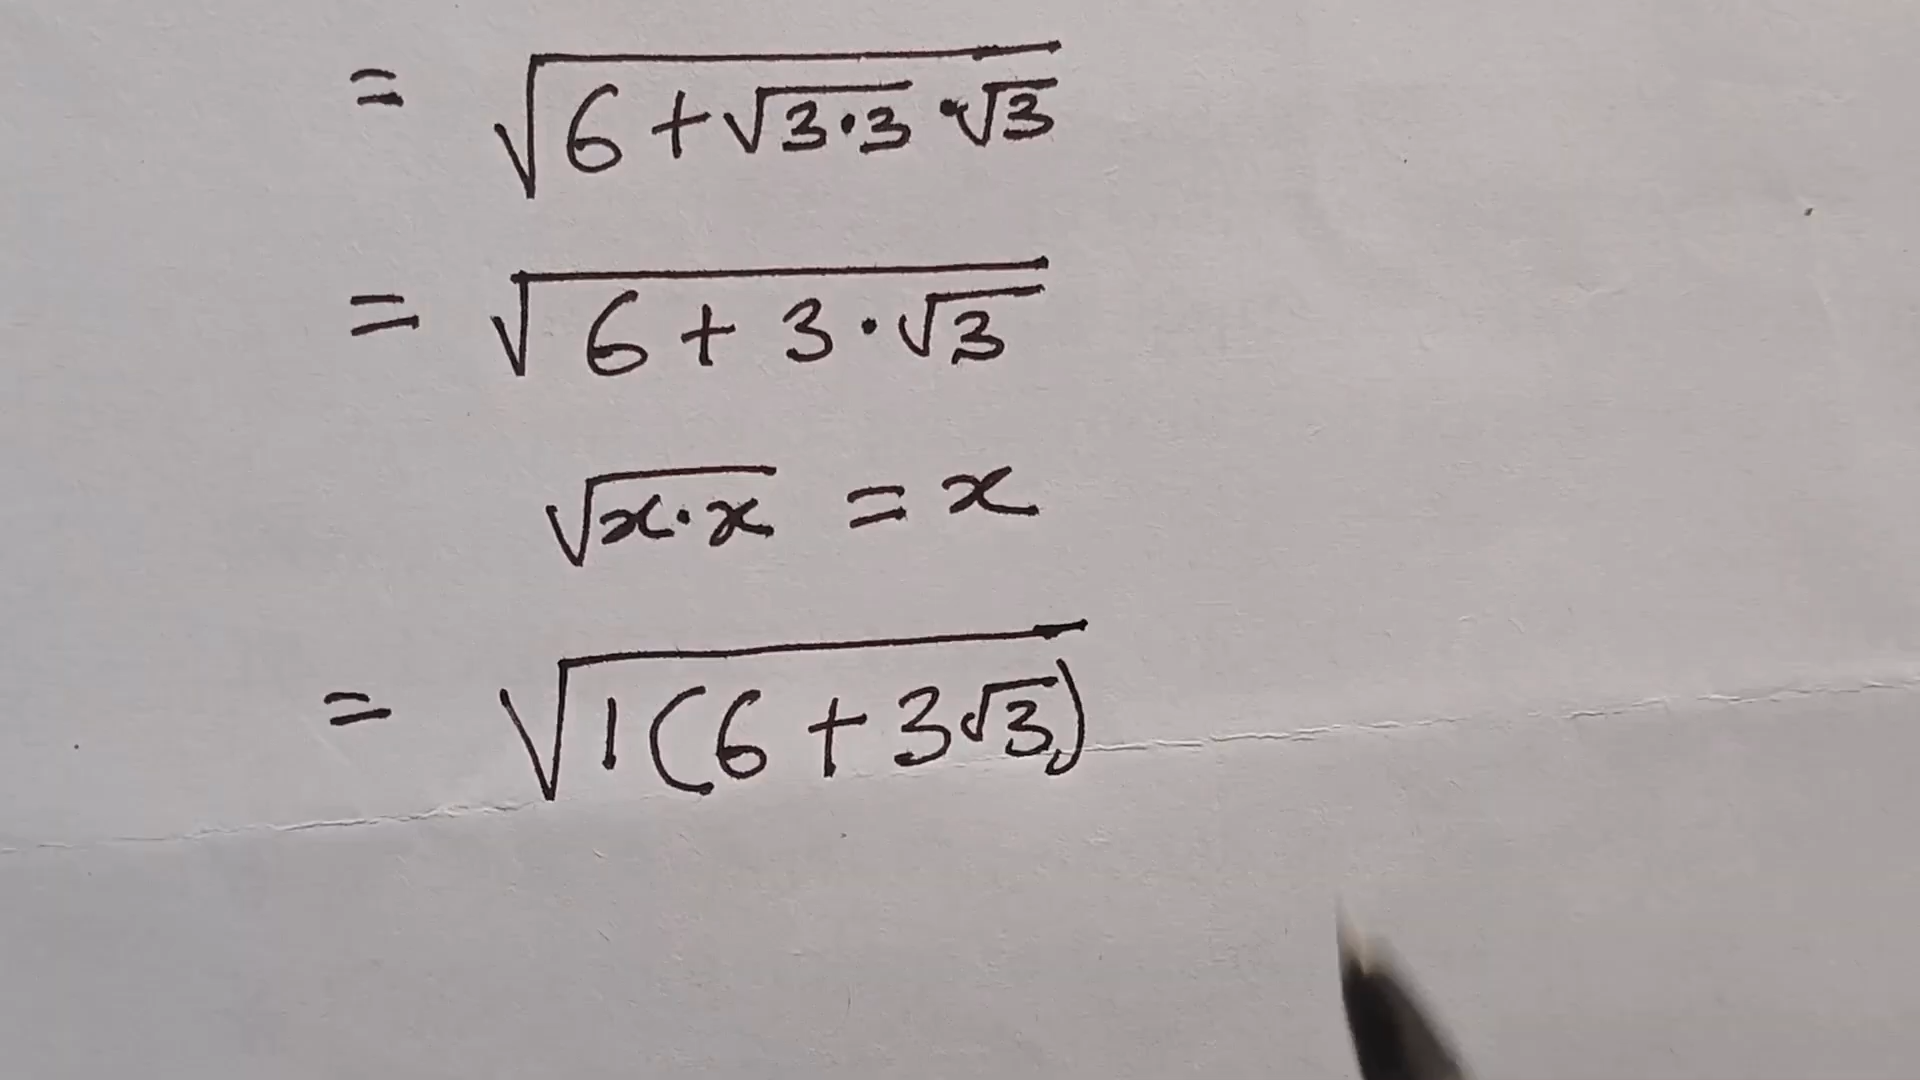 = √(6 + √(3·3) · √3)
= √(6 + 3 · √3)
√(x·x) = x
= √(1(6 + 3√3))